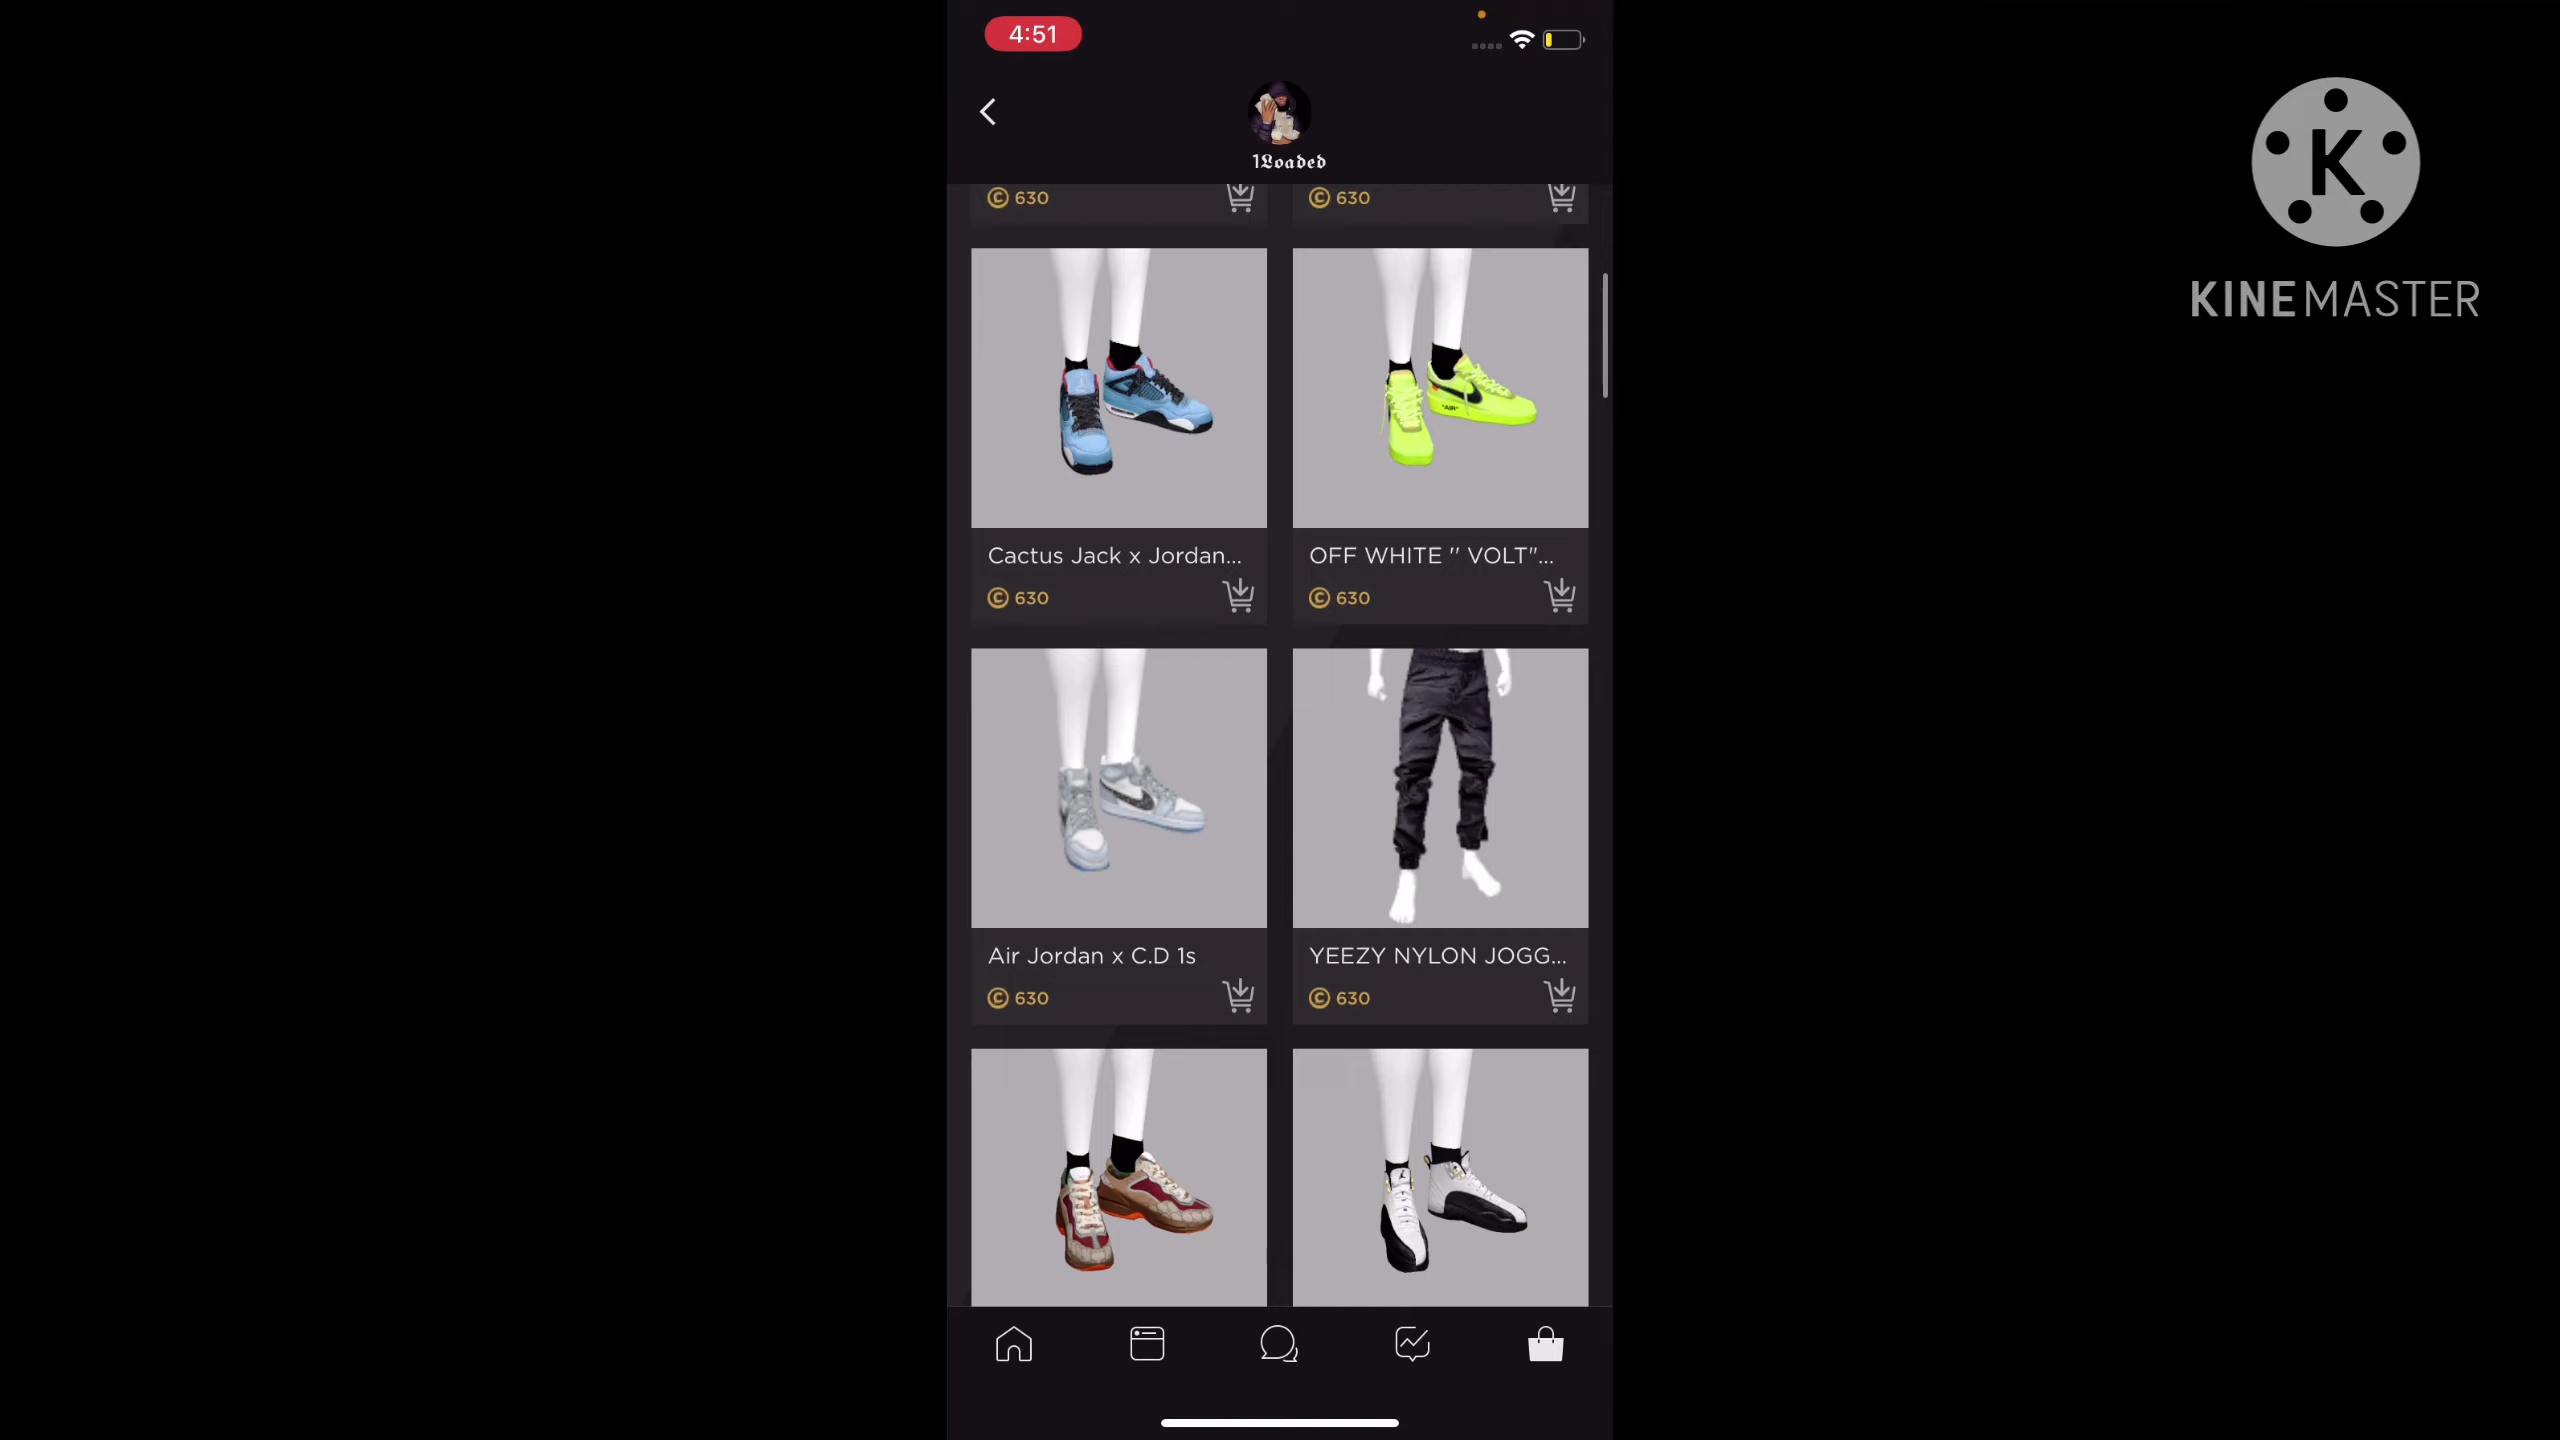 4:51
1Loaded
630
630
Cactus Jack x Jordan...
OFF WHITE '' VOLT"...
630
630
Air Jordan x C.D 1s
YEEZY NYLON JOGG...
630
630
K
KINEMASTER
"AIR"